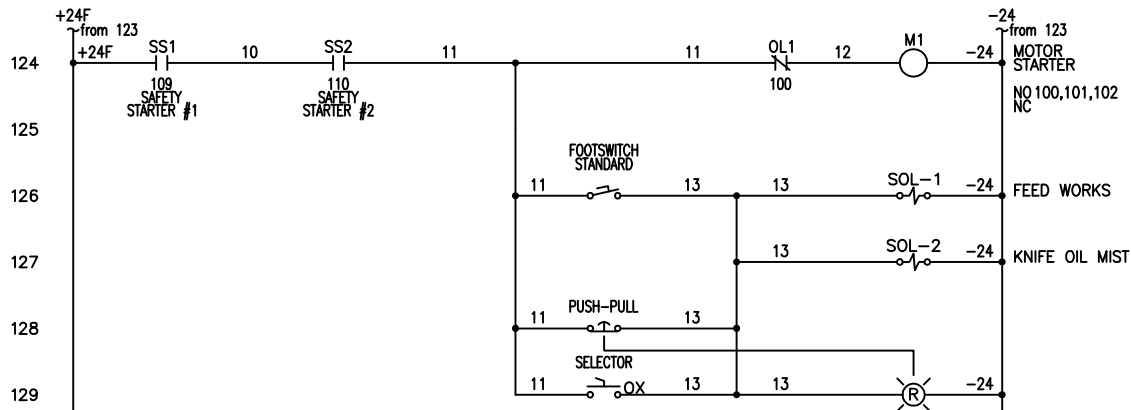 +24F -24
from 123 from 123
124 +24F SS1 10 SS2 11 11 OL1 12 M1 -24 MOTOR
STARTER
109 110 100
SAFETY SAFETY
STARTER #1 STARTER #2
NO 100,101,102
NC
125
FOOTSWITCH
STANDARD
126 11 13 13 SOL-1 -24 FEED WORKS
127 13 SOL-2 -24 KNIFE OIL MIST
PUSH-PULL
128 11 13
SELECTOR
129 11 OX 13 13 R -24